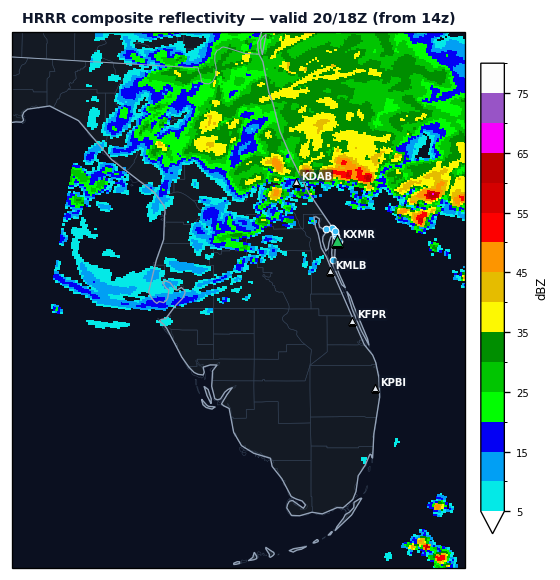 HRRR composite reflectivity — valid 20/18Z (from 14z)
KDAB
KXMR
KMLB
KFPR
KPBI
75
65
55
45
35
25
15
5
dBZ